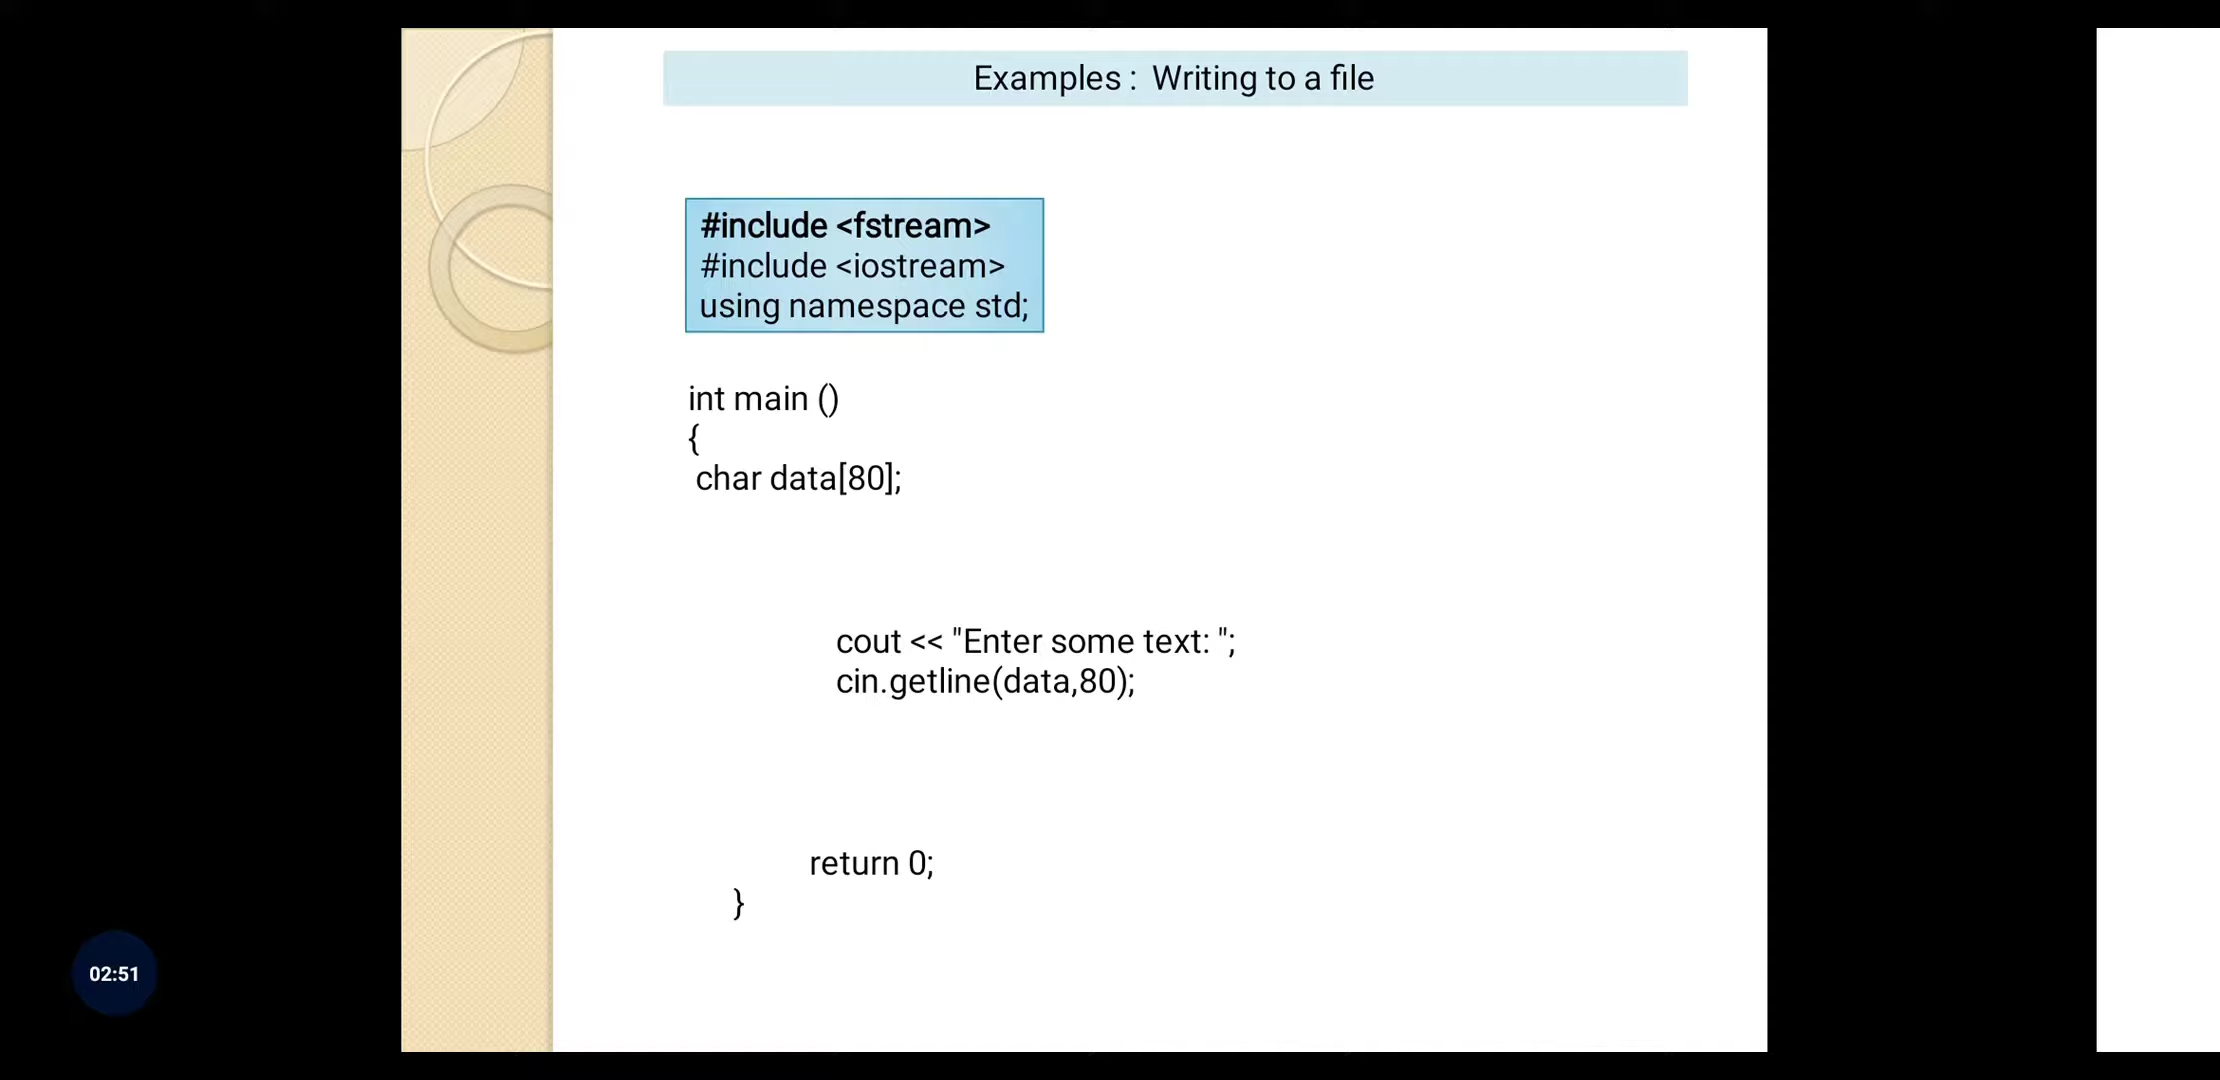 Examples :  Writing to a file
#include <fstream>
#include <iostream>
using namespace std;
int main ()
{
char data[80];
cout << "Enter some text: ";
cin.getline(data,80);
return 0;
}
02:51